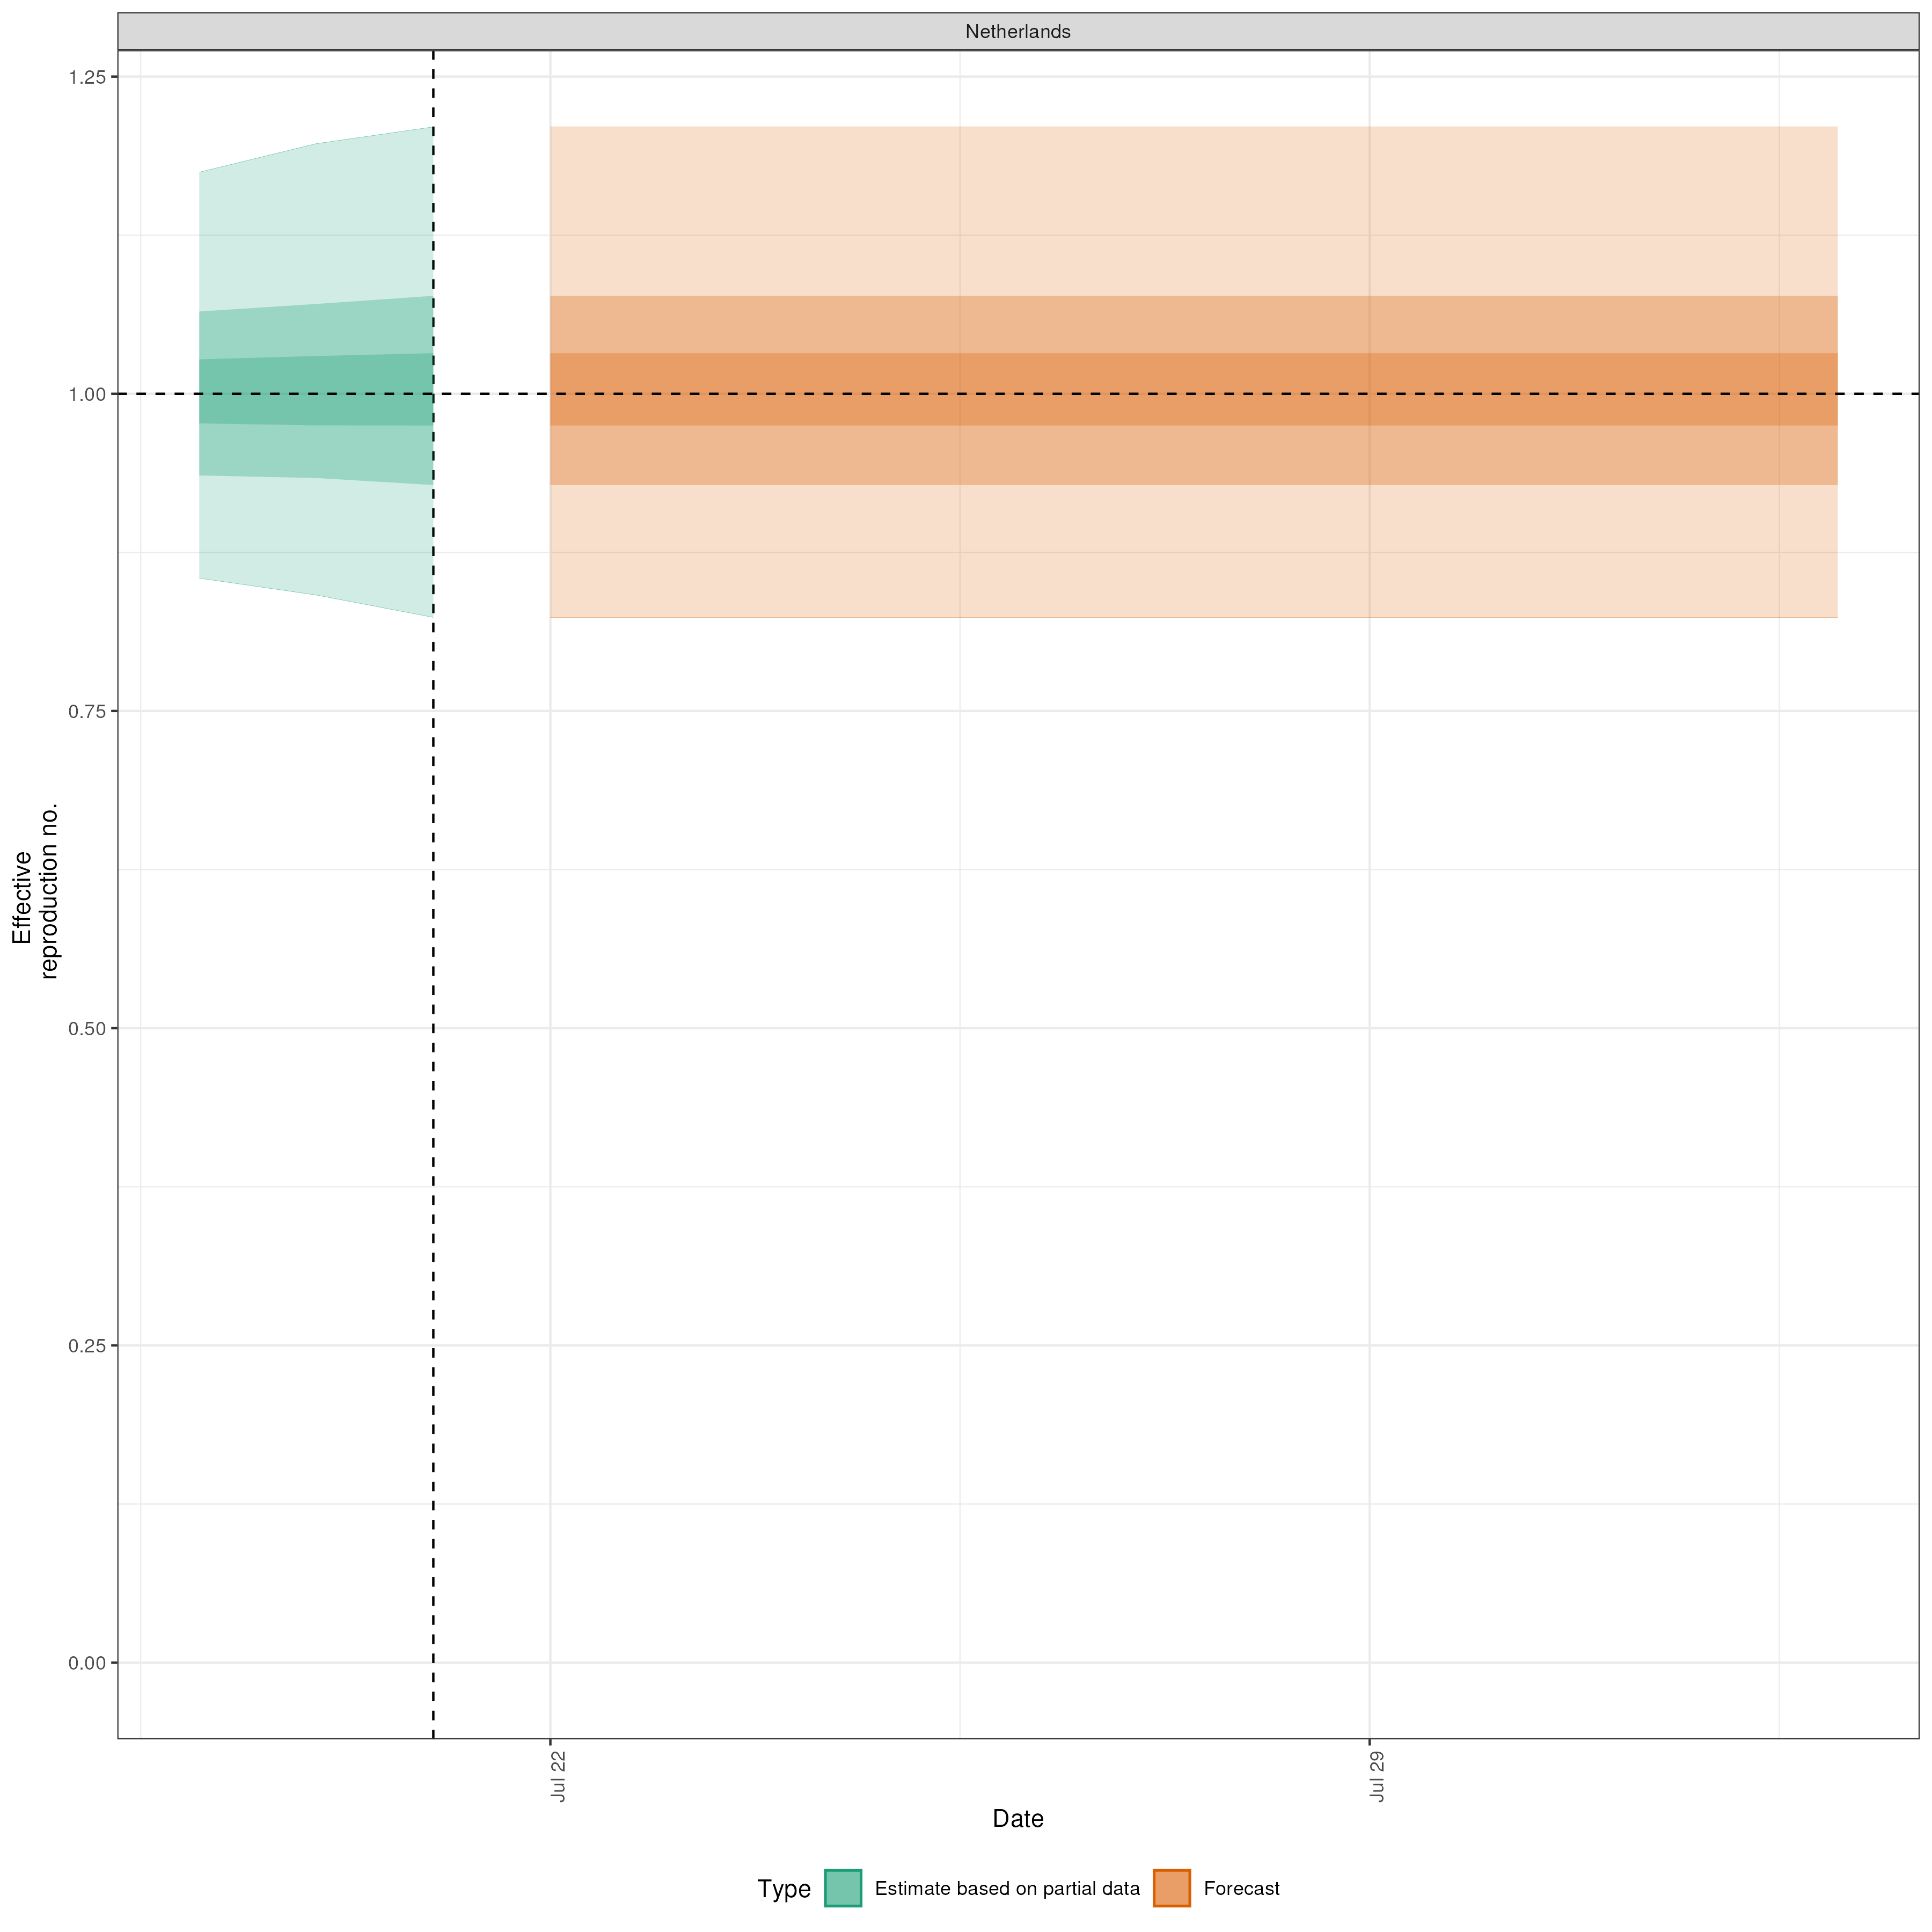 Netherlands
1.25
1.00
0.75
0.50
0.25
0.00
Effective
reproduction no.
Jul 22
Jul 29
Date
Type
Estimate based on partial data
Forecast